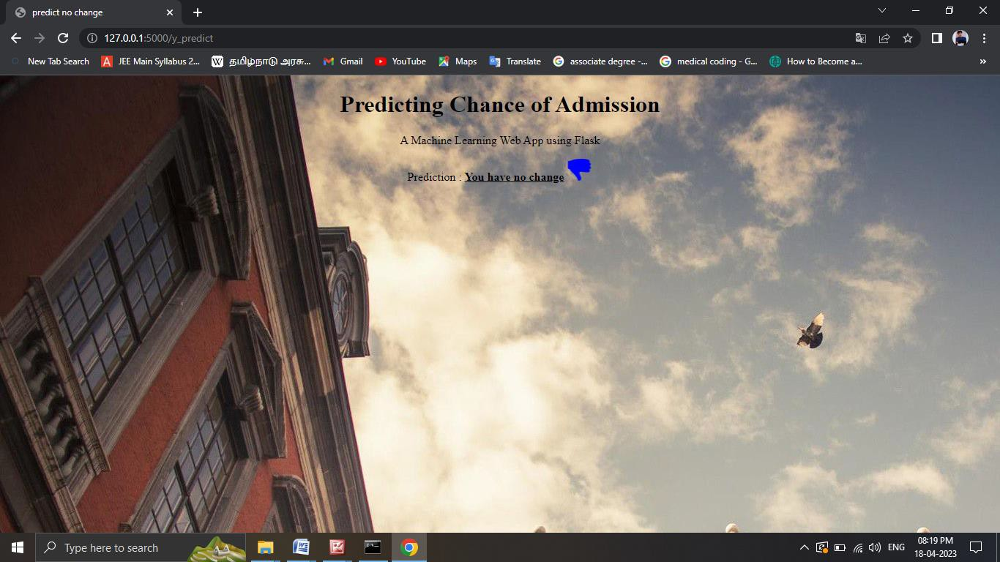 predict no change
127.0.0.1:5000/y_predict
New Tab Search
JEE Main Syllabus 2...
தமிழ்நாடு அரசு...
Gmail
YouTube
Maps
Translate
associate degree -...
medical coding - G...
How to Become a...
»
Predicting Chance of Admission
A Machine Learning Web App using Flask
Prediction : You have no change
Type here to search
ENG
08:19 PM
18-04-2023